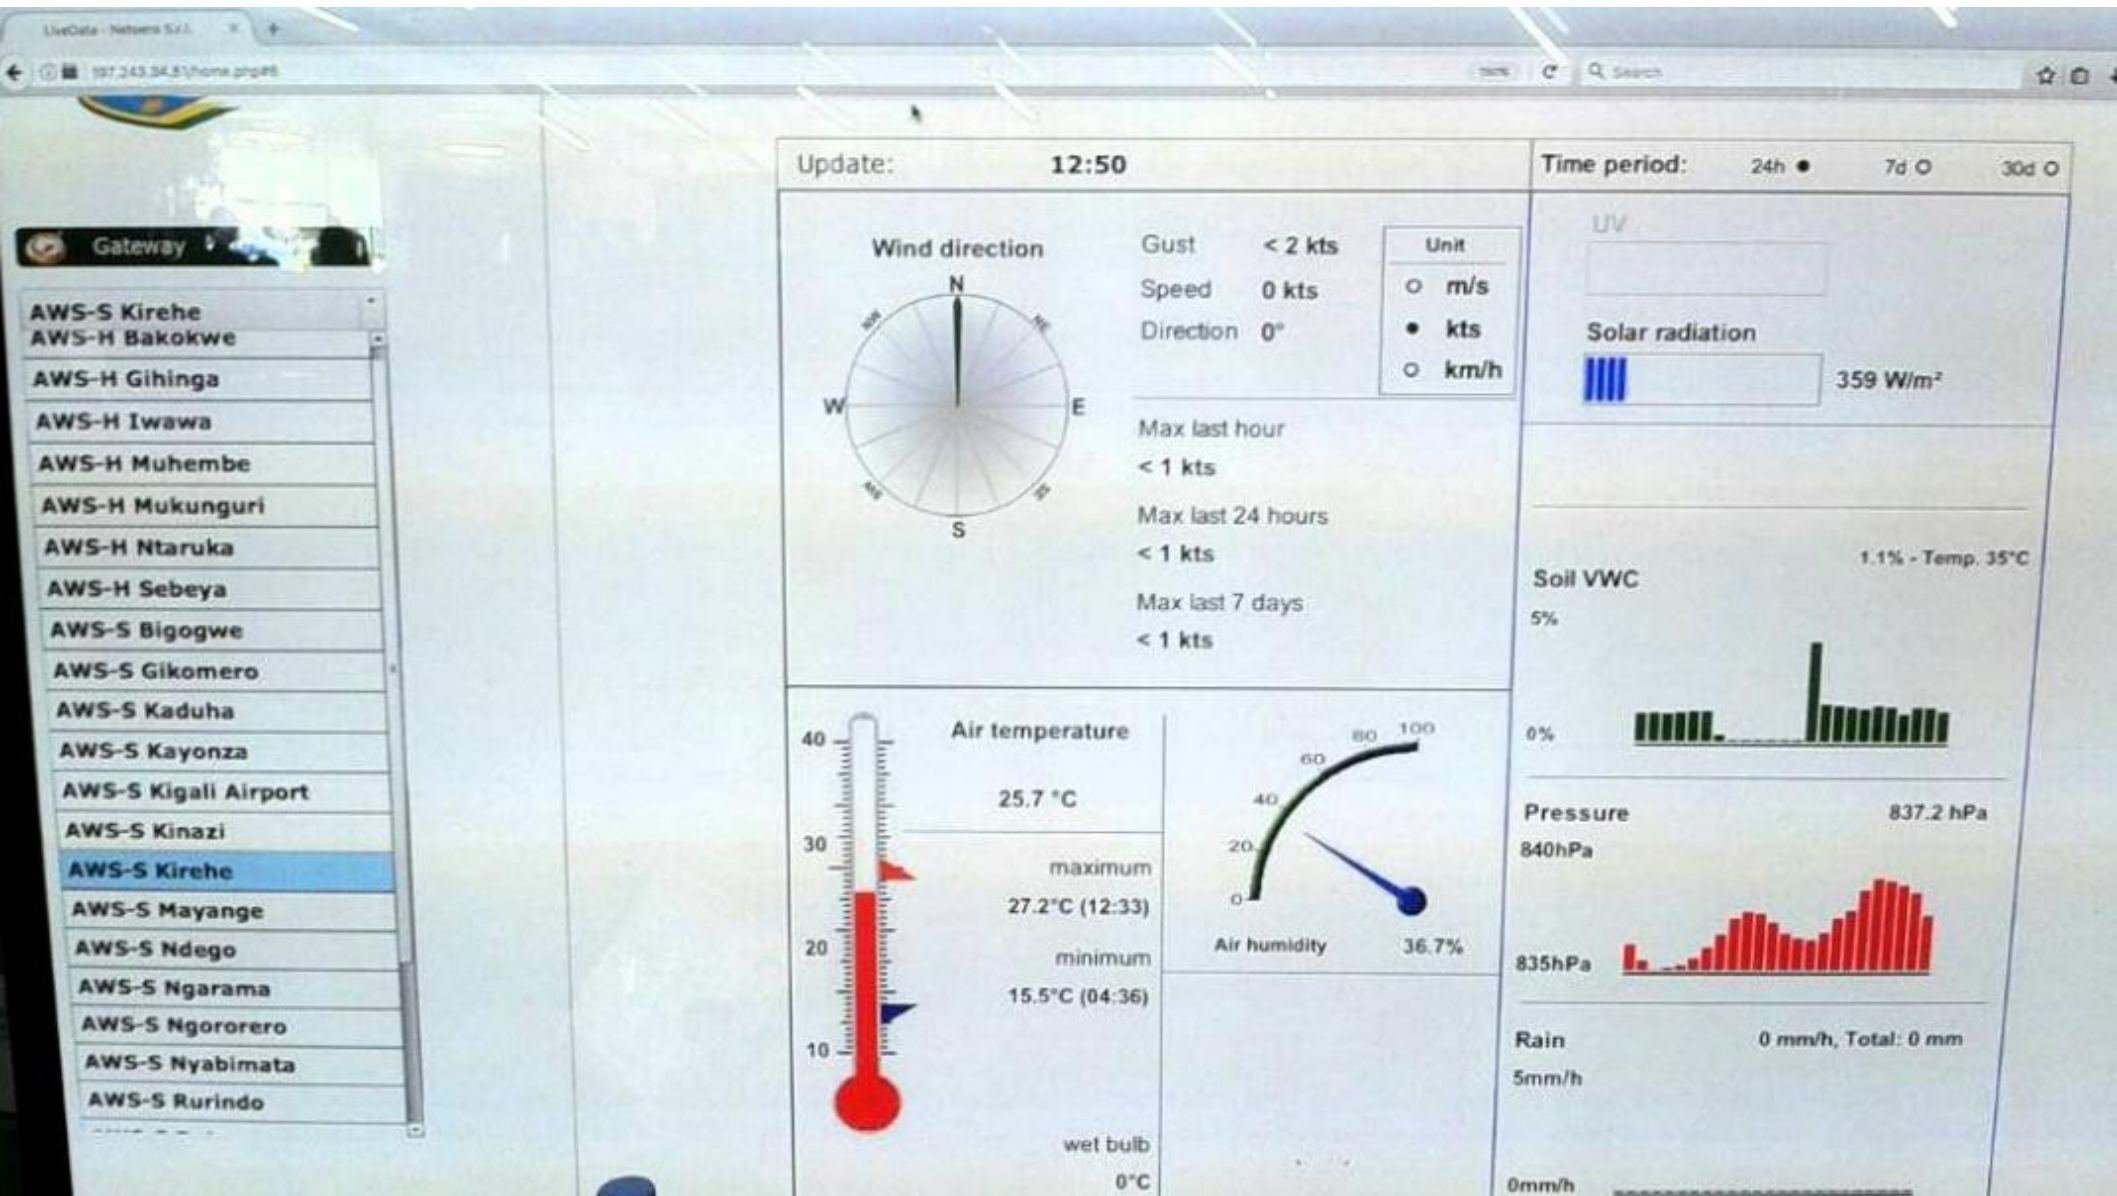 LiveData - Netsens S.r.l.
Search
Gateway
AWS-S Kirehe
AWS-H Bakokwe
AWS-H Gihinga
AWS-H Iwawa
AWS-H Muhembe
AWS-H Mukunguri
AWS-H Ntaruka
AWS-H Sebeya
AWS-S Bigogwe
AWS-S Gikomero
AWS-S Kaduha
AWS-S Kayonza
AWS-S Kigali Airport
AWS-S Kinazi
AWS-S Kirehe
AWS-S Mayange
AWS-S Ndego
AWS-S Ngarama
AWS-S Ngororero
AWS-S Nyabimata
AWS-S Rurindo
Update: 12:50
Time period: 24h 7d 30d
Wind direction
N
NE
E
S
W
Gust < 2 kts
Speed 0 kts
Direction 0°
Unit
m/s
kts
km/h
Max last hour
< 1 kts
Max last 24 hours
< 1 kts
Max last 7 days
< 1 kts
UV
Solar radiation
359 W/m²
1.1% - Temp. 35°C
Soil VWC
5%
0%
Air temperature
25.7 °C
maximum
27.2°C (12:33)
minimum
15.5°C (04:36)
wet bulb
0°C
40
30
20
10
100
80
60
40
20
0
Air humidity 36.7%
Pressure 837.2 hPa
840hPa
835hPa
Rain 0 mm/h, Total: 0 mm
5mm/h
0mm/h